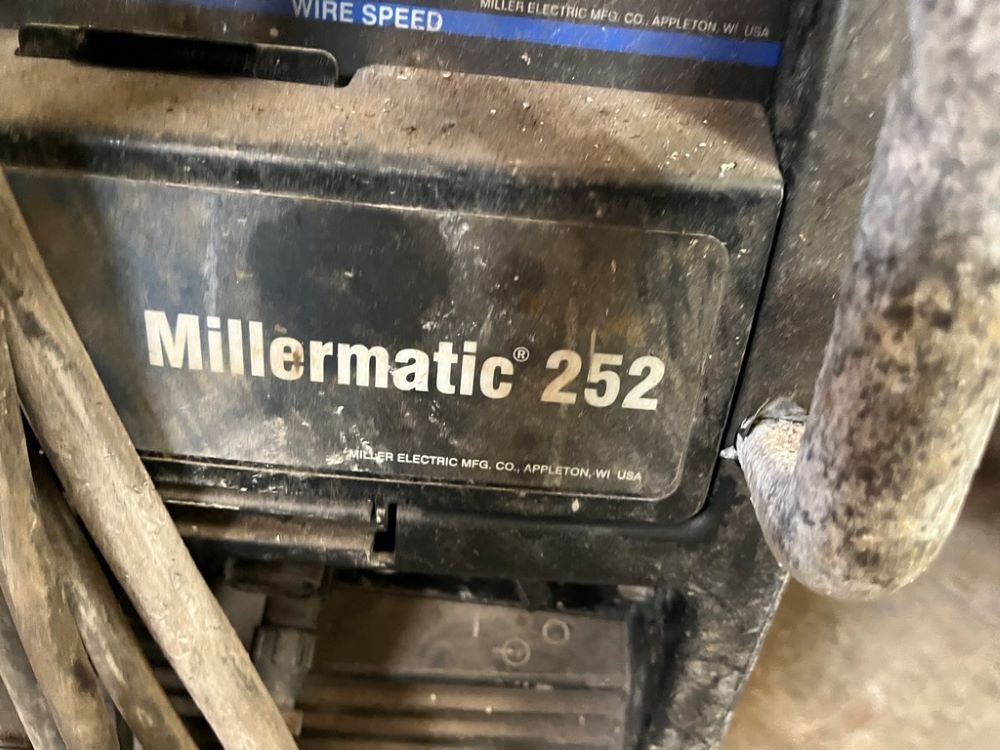 WIRE SPEED
MILLER ELECTRIC MFG. CO., APPLETON, WI USA
Millermatic® 252
MILLER ELECTRIC MFG. CO., APPLETON, WI USA